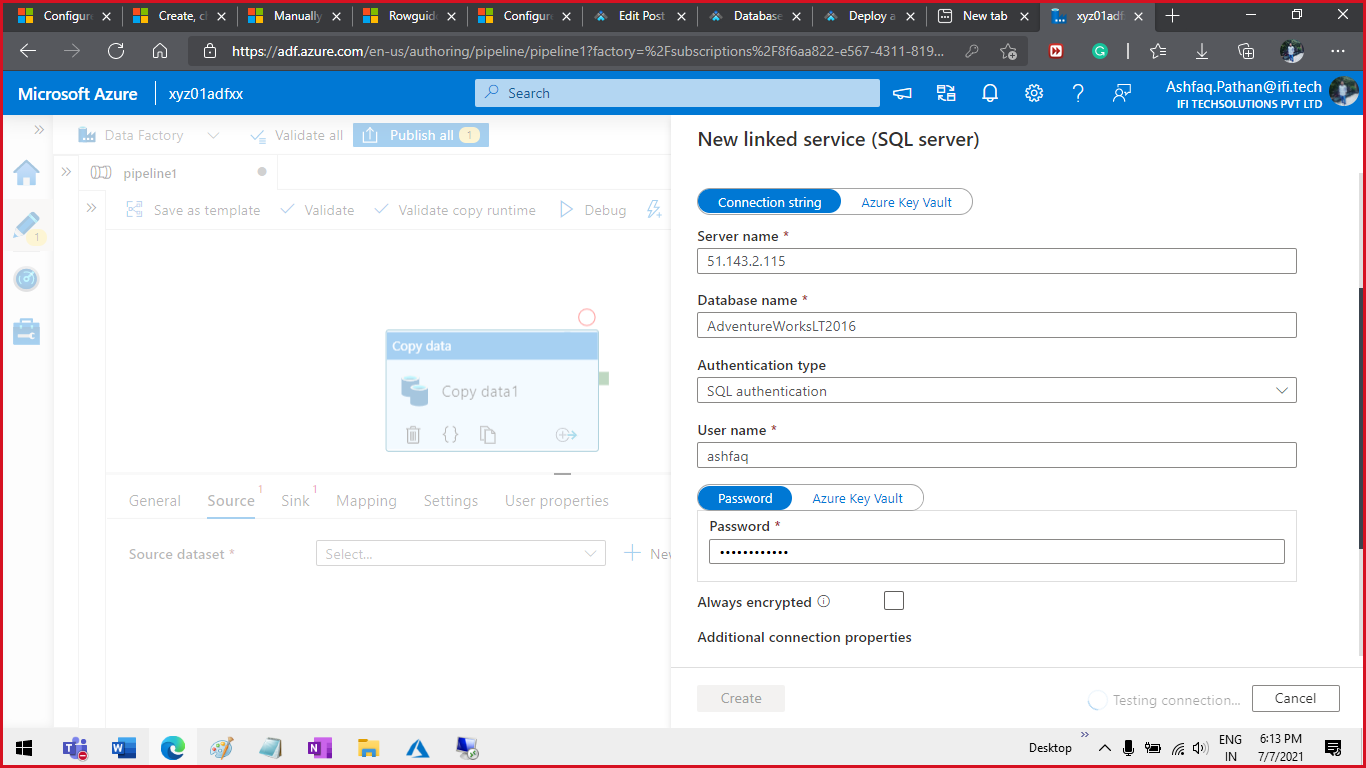 Configure
Create, c
Manually
Rowguid
Configure
Edit Post
Database
Deploy a
New tab
xyz01adf
https://adf.azure.com/en-us/authoring/pipeline/pipeline1?factory=%2Fsubscriptions%2F8f6aa822-e567-4311-819...
Microsoft Azure
xyz01adfxx
Search
Ashfaq.Pathan@ifi.tech
IFI TECHSOLUTIONS PVT LTD
Data Factory
Validate all
Publish all 1
pipeline1
Save as template
Validate
Validate copy runtime
Debug
1
Copy data
Copy data1
General
Source 1
Sink 1
Mapping
Settings
User properties
Source dataset *
Select...
New
New linked service (SQL server)
Connection string
Azure Key Vault
Server name *
51.143.2.115
Database name *
AdventureWorksLT2016
Authentication type
SQL authentication
User name *
ashfaq
Password
Azure Key Vault
Password *
••••••••••••
Always encrypted
Additional connection properties
Create
Testing connection...
Cancel
Desktop
ENG
IN
6:13 PM
7/7/2021